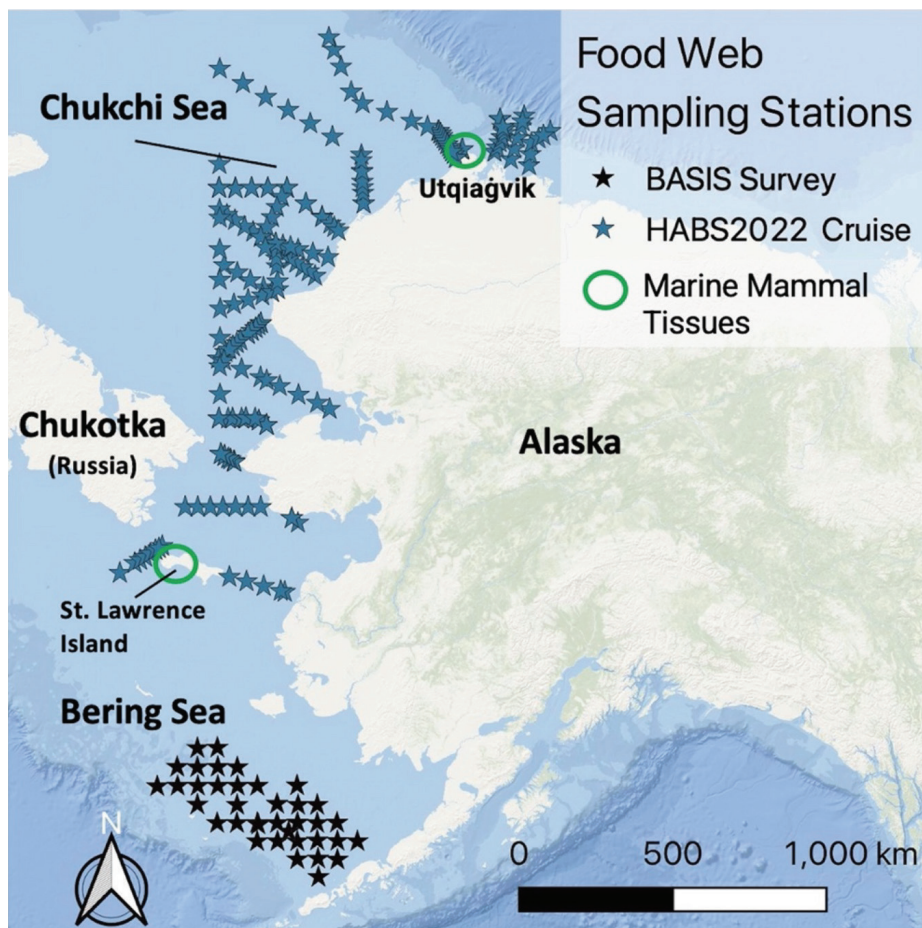 Food Web
Sampling Stations
BASIS Survey
HABS2022 Cruise
Marine Mammal
Tissues
Chukchi Sea
Utqiaġvik
Chukotka
(Russia)
Alaska
St. Lawrence
Island
Bering Sea
N
0 500 1,000 km